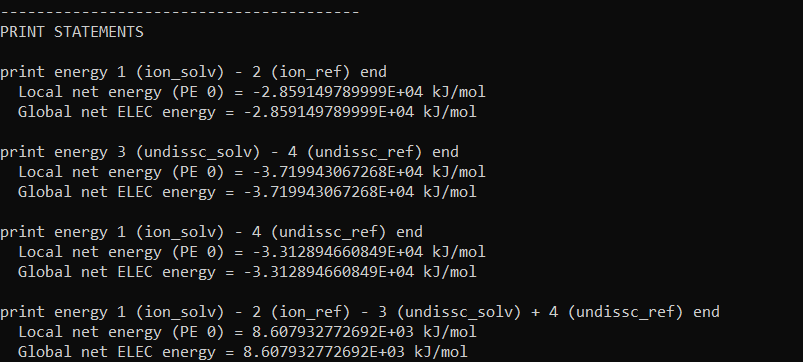 ----------------------------------------
PRINT STATEMENTS
print energy 1 (ion_solv) - 2 (ion_ref) end
Local net energy (PE 0) = -2.859149789999E+04 kJ/mol
Global net ELEC energy = -2.859149789999E+04 kJ/mol
print energy 3 (undissc_solv) - 4 (undissc_ref) end
Local net energy (PE 0) = -3.719943067268E+04 kJ/mol
Global net ELEC energy = -3.719943067268E+04 kJ/mol
print energy 1 (ion_solv) - 4 (undissc_ref) end
Local net energy (PE 0) = -3.312894660849E+04 kJ/mol
Global net ELEC energy = -3.312894660849E+04 kJ/mol
print energy 1 (ion_solv) - 2 (ion_ref) - 3 (undissc_solv) + 4 (undissc_ref) end
Local net energy (PE 0) = 8.607932772692E+03 kJ/mol
Global net ELEC energy = 8.607932772692E+03 kJ/mol